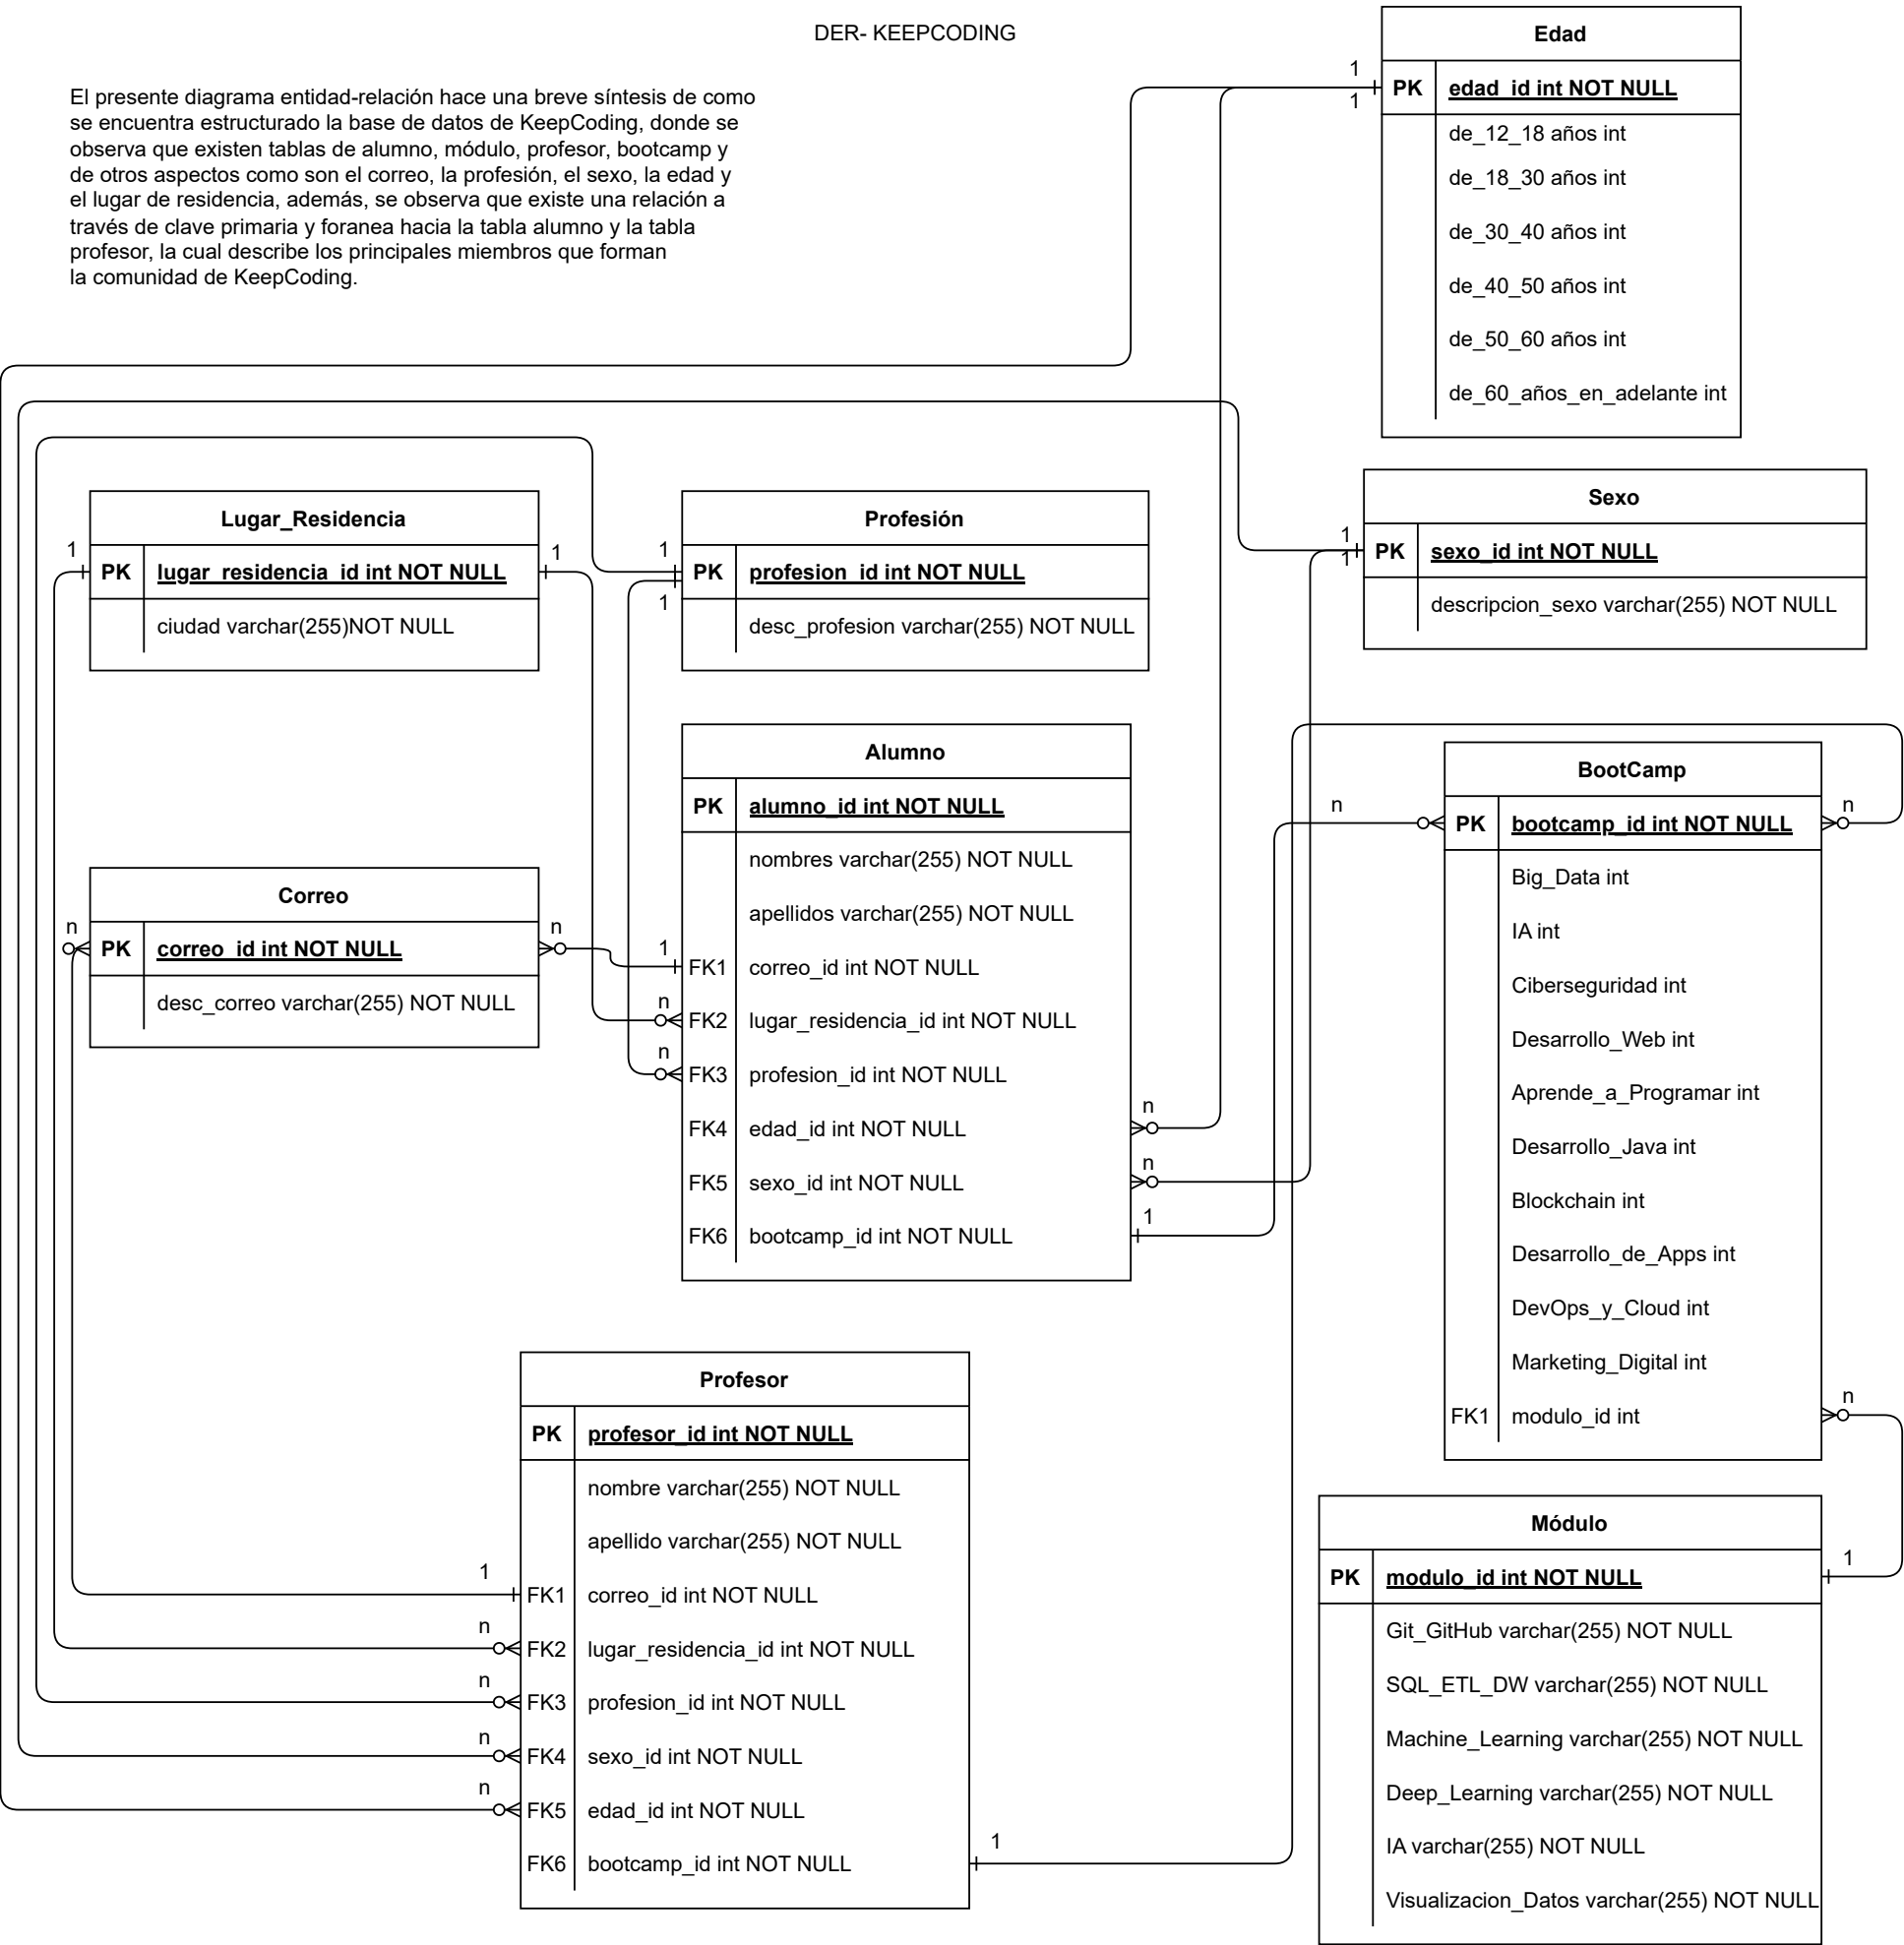 DER- KEEPCODING
El presente diagrama entidad-relación hace una breve síntesis de como
se encuentra estructurado la base de datos de KeepCoding, donde se
observa que existen tablas de alumno, módulo, profesor, bootcamp y
de otros aspectos como son el correo, la profesión, el sexo, la edad y
el lugar de residencia, además, se observa que existe una relación a
través de clave primaria y foranea hacia la tabla alumno y la tabla
profesor, la cual describe los principales miembros que forman
la comunidad de KeepCoding.
Edad
1
1
PK edad_id int NOT NULL
de_12_18 años int
de_18_30 años int
de_30_40 años int
de_40_50 años int
de_50_60 años int
de_60_años_en_adelante int
Lugar_Residencia
1
1
PK lugar_residencia_id int NOT NULL
ciudad varchar(255)NOT NULL
Profesión
1
1
PK profesion_id int NOT NULL
desc_profesion varchar(255) NOT NULL
Sexo
1
1
PK sexo_id int NOT NULL
descripcion_sexo varchar(255) NOT NULL
Correo
n
n
PK correo_id int NOT NULL
desc_correo varchar(255) NOT NULL
Alumno
PK alumno_id int NOT NULL
nombres varchar(255) NOT NULL
apellidos varchar(255) NOT NULL
1
FK1 correo_id int NOT NULL
n
FK2 lugar_residencia_id int NOT NULL
n
FK3 profesion_id int NOT NULL
n
FK4 edad_id int NOT NULL
n
FK5 sexo_id int NOT NULL
1
FK6 bootcamp_id int NOT NULL
BootCamp
n
n
PK bootcamp_id int NOT NULL
Big_Data int
IA int
Ciberseguridad int
Desarrollo_Web int
Aprende_a_Programar int
Desarrollo_Java int
Blockchain int
Desarrollo_de_Apps int
DevOps_y_Cloud int
Marketing_Digital int
n
FK1 modulo_id int
Profesor
PK profesor_id int NOT NULL
nombre varchar(255) NOT NULL
apellido varchar(255) NOT NULL
1
FK1 correo_id int NOT NULL
n
FK2 lugar_residencia_id int NOT NULL
n
FK3 profesion_id int NOT NULL
n
FK4 sexo_id int NOT NULL
n
FK5 edad_id int NOT NULL
1
FK6 bootcamp_id int NOT NULL
Módulo
1
PK modulo_id int NOT NULL
Git_GitHub varchar(255) NOT NULL
SQL_ETL_DW varchar(255) NOT NULL
Machine_Learning varchar(255) NOT NULL
Deep_Learning varchar(255) NOT NULL
IA varchar(255) NOT NULL
Visualizacion_Datos varchar(255) NOT NULL